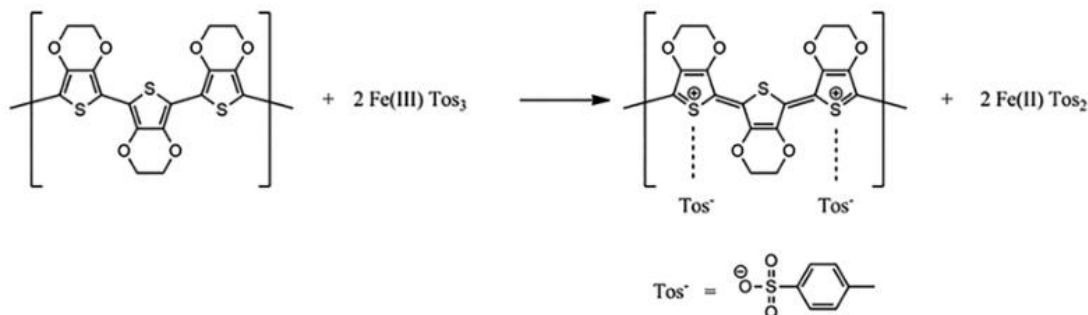 O O S O O S O O S + 2 Fe(III) Tos₃ O O S ⊕ S O O O O S ⊕ + 2 Fe(II) Tos₂
Tos⁻ Tos⁻
Tos⁻ = ⊖ O S O O